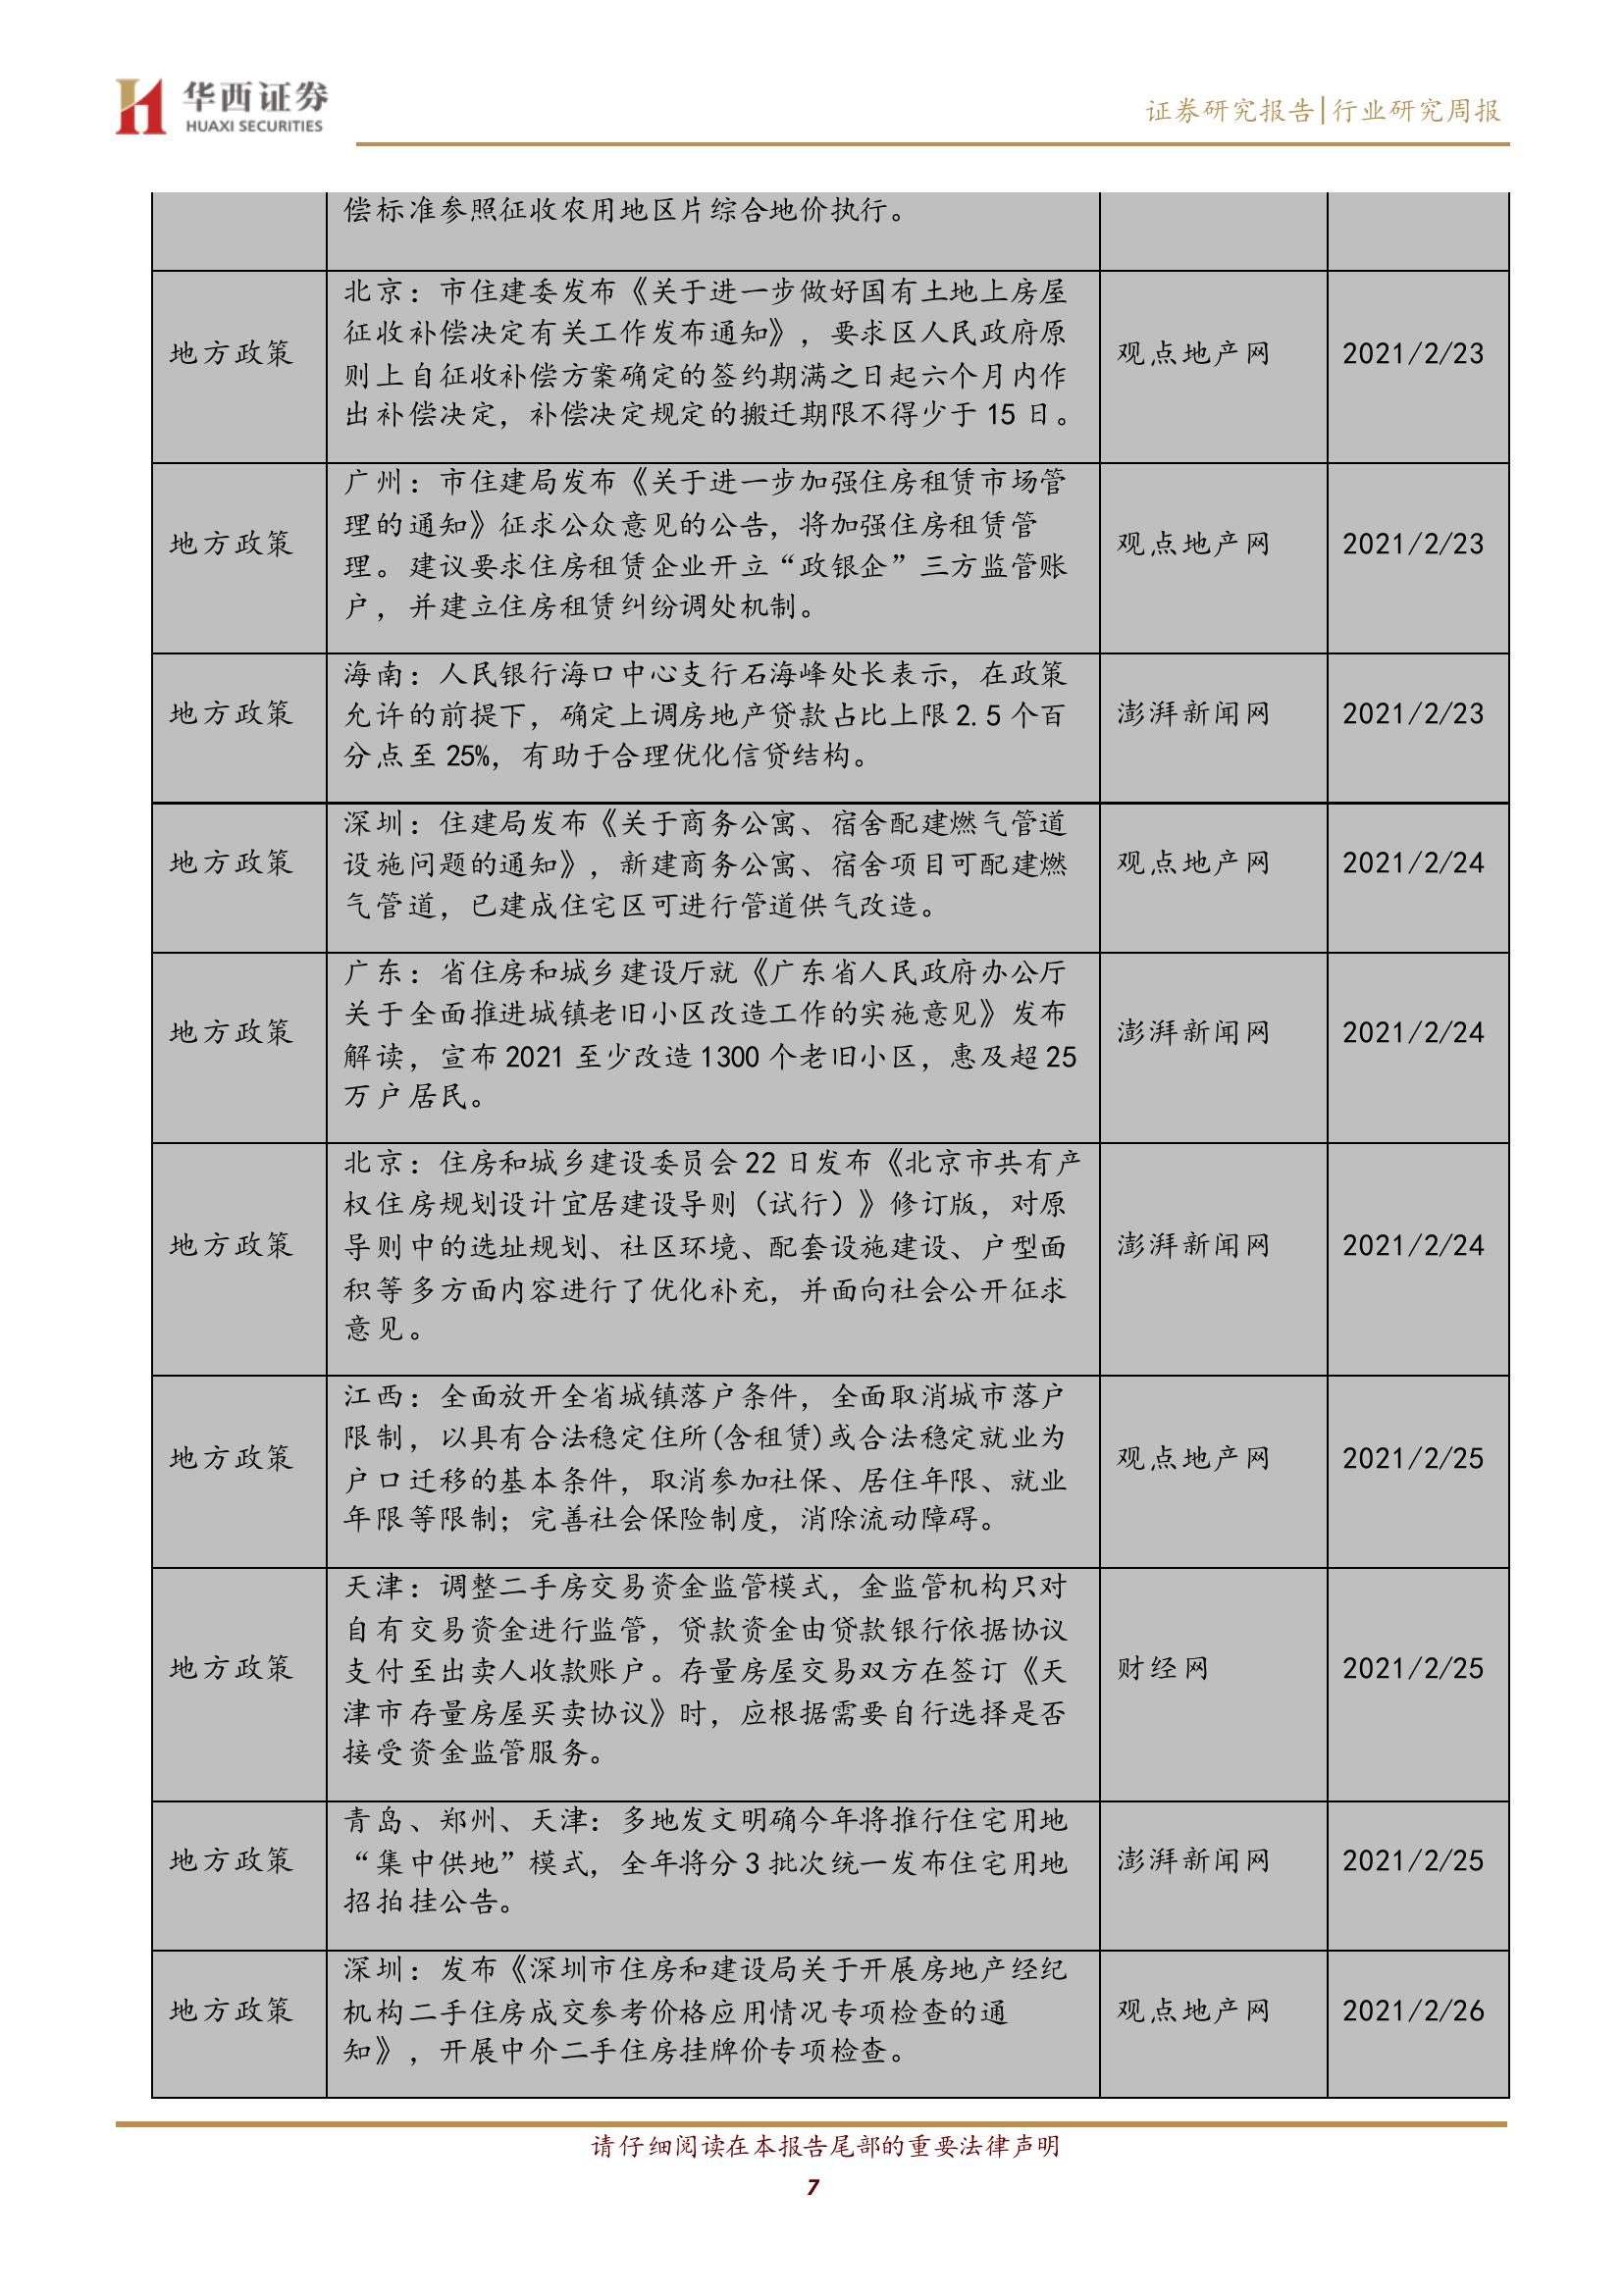 华西证券
HUAXI SECURITIES
证券研究报告|行业研究周报
偿标准参照征收农用地区片综合地价执行。
地方政策
北京：市住建委发布《关于进一步做好国有土地上房屋
征收补偿决定有关工作发布通知》，要求区人民政府原
则上自征收补偿方案确定的签约期满之日起六个月内作
出补偿决定，补偿决定规定的搬迁期限不得少于 15 日。
观点地产网
2021/2/23
地方政策
广州：市住建局发布《关于进一步加强住房租赁市场管
理的通知》征求公众意见的公告，将加强住房租赁管
理。建议要求住房租赁企业开立“政银企”三方监管账
户，并建立住房租赁纠纷调处机制。
观点地产网
2021/2/23
地方政策
海南：人民银行海口中心支行石海峰处长表示，在政策
允许的前提下，确定上调房地产贷款占比上限 2.5 个百
分点至 25%，有助于合理优化信贷结构。
澎湃新闻网
2021/2/23
地方政策
深圳：住建局发布《关于商务公寓、宿舍配建燃气管道
设施问题的通知》，新建商务公寓、宿舍项目可配建燃
气管道，已建成住宅区可进行管道供气改造。
观点地产网
2021/2/24
地方政策
广东：省住房和城乡建设厅就《广东省人民政府办公厅
关于全面推进城镇老旧小区改造工作的实施意见》发布
解读，宣布 2021 至少改造 1300 个老旧小区，惠及超 25
万户居民。
澎湃新闻网
2021/2/24
地方政策
北京：住房和城乡建设委员会 22 日发布《北京市共有产
权住房规划设计宜居建设导则（试行）》修订版，对原
导则中的选址规划、社区环境、配套设施建设、户型面
积等多方面内容进行了优化补充，并面向社会公开征求
意见。
澎湃新闻网
2021/2/24
地方政策
江西：全面放开全省城镇落户条件，全面取消城市落户
限制，以具有合法稳定住所(含租赁)或合法稳定就业为
户口迁移的基本条件，取消参加社保、居住年限、就业
年限等限制；完善社会保险制度，消除流动障碍。
观点地产网
2021/2/25
地方政策
天津：调整二手房交易资金监管模式，金监管机构只对
自有交易资金进行监管，贷款资金由贷款银行依据协议
支付至出卖人收款账户。存量房屋交易双方在签订《天
津市存量房屋买卖协议》时，应根据需要自行选择是否
接受资金监管服务。
财经网
2021/2/25
地方政策
青岛、郑州、天津：多地发文明确今年将推行住宅用地
“集中供地”模式，全年将分 3 批次统一发布住宅用地
招拍挂公告。
澎湃新闻网
2021/2/25
地方政策
深圳：发布《深圳市住房和建设局关于开展房地产经纪
机构二手住房成交参考价格应用情况专项检查的通
知》，开展中介二手住房挂牌价专项检查。
观点地产网
2021/2/26
请仔细阅读在本报告尾部的重要法律声明
7